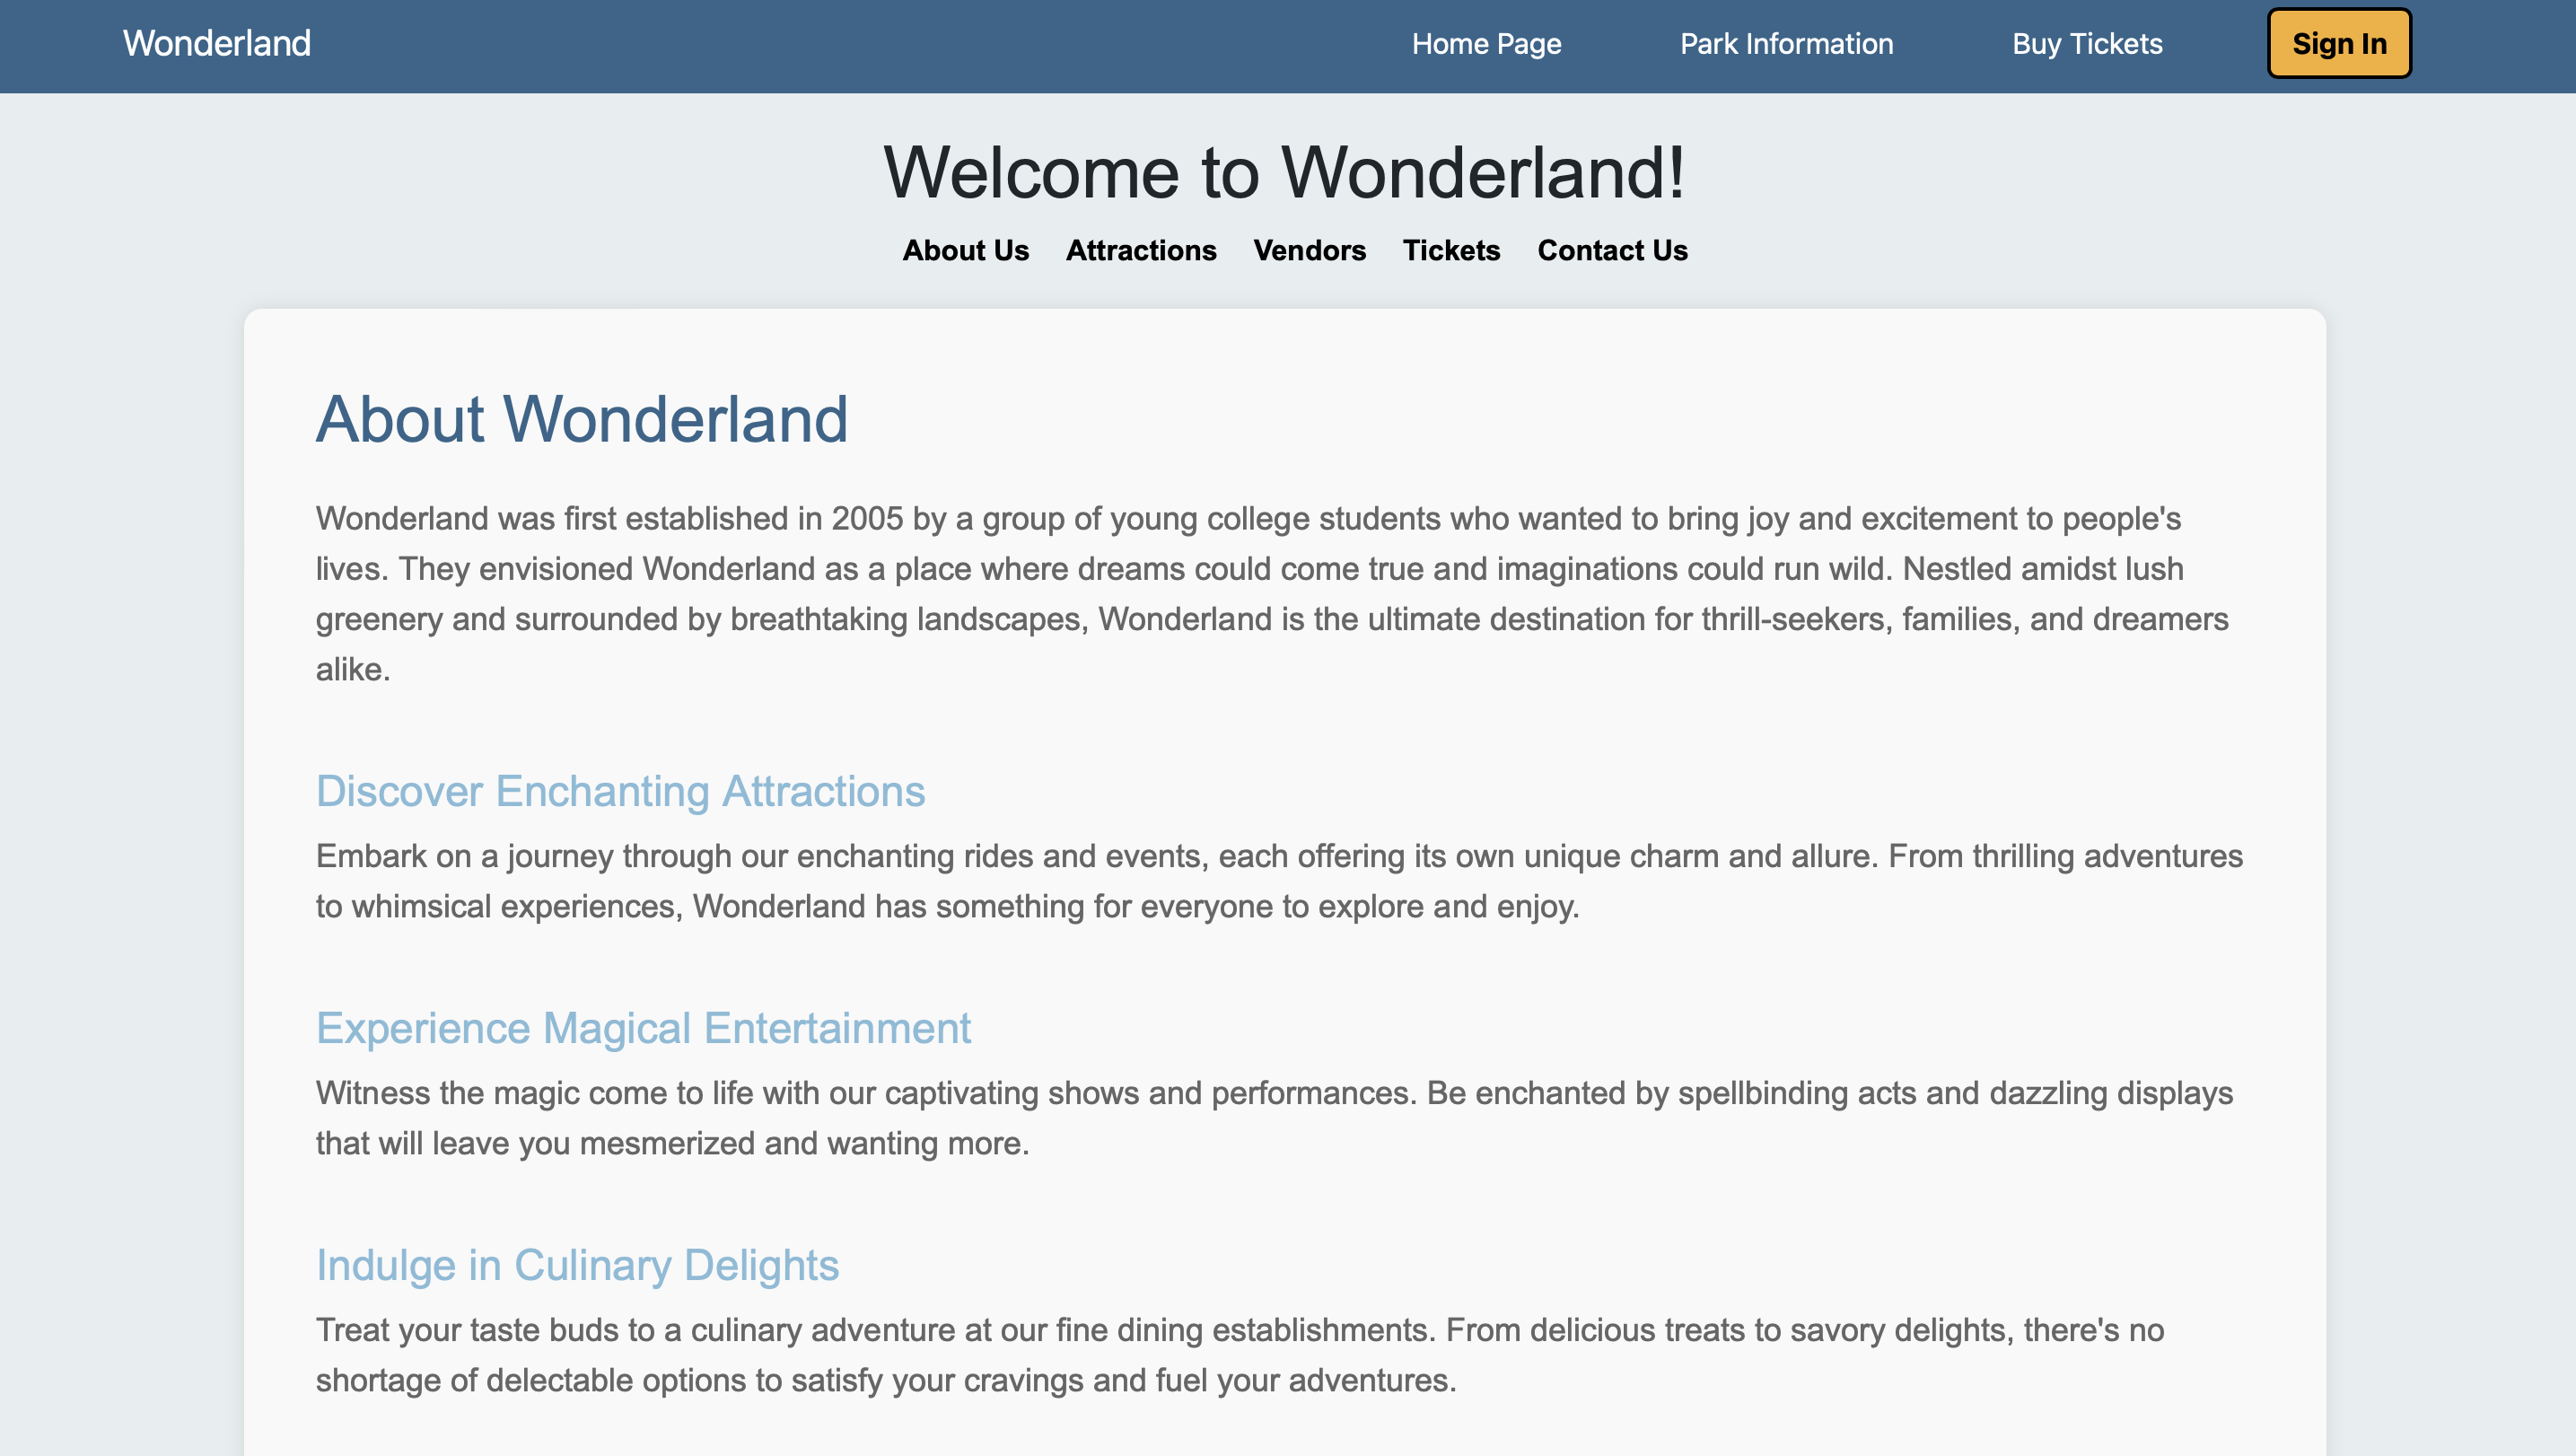 Wonderland
Home Page
Park Information
Buy Tickets
Sign In
Welcome to Wonderland!
About Us Attractions Vendors Tickets Contact Us
About Wonderland
Wonderland was first established in 2005 by a group of young college students who wanted to bring joy and excitement to people's
lives. They envisioned Wonderland as a place where dreams could come true and imaginations could run wild. Nestled amidst lush
greenery and surrounded by breathtaking landscapes, Wonderland is the ultimate destination for thrill-seekers, families, and dreamers
alike.
Discover Enchanting Attractions
Embark on a journey through our enchanting rides and events, each offering its own unique charm and allure. From thrilling adventures
to whimsical experiences, Wonderland has something for everyone to explore and enjoy.
Experience Magical Entertainment
Witness the magic come to life with our captivating shows and performances. Be enchanted by spellbinding acts and dazzling displays
that will leave you mesmerized and wanting more.
Indulge in Culinary Delights
Treat your taste buds to a culinary adventure at our fine dining establishments. From delicious treats to savory delights, there's no
shortage of delectable options to satisfy your cravings and fuel your adventures.